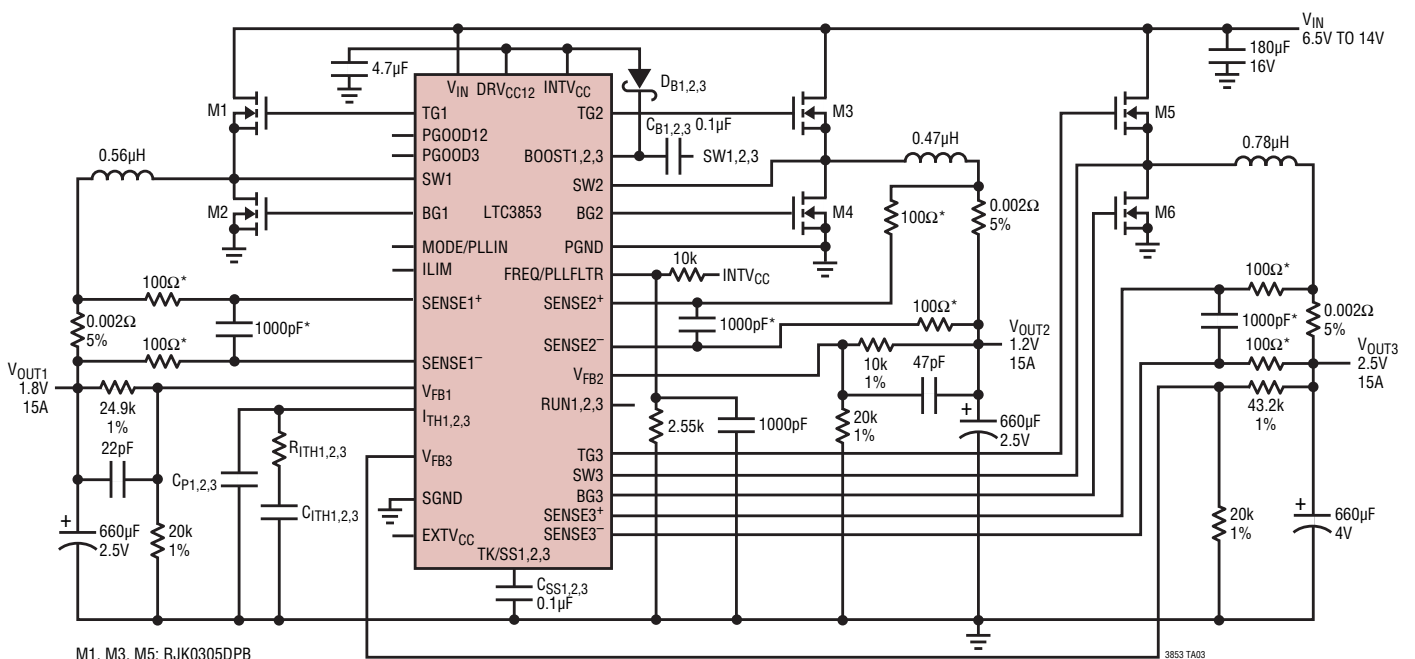 V_IN
6.5V TO 14V
180µF
16V
4.7µF
V_IN DRV_CC12 INTV_CC
D_B1,2,3
M1
TG1
TG2
M3
M5
PGOOD12
C_B1,2,3 0.1µF
PGOOD3
BOOST1,2,3
SW1,2,3
0.56µH
0.47µH
0.78µH
SW1
SW2
M2
BG1
LTC3853
BG2
M4
M6
100Ω*
0.002Ω
5%
MODE/PLLIN
PGND
ILIM
FREQ/PLLFLTR
10k
INTV_CC
100Ω*
100Ω*
SENSE1+
SENSE2+
0.002Ω
5%
1000pF*
1000pF*
100Ω*
1000pF*
0.002Ω
5%
100Ω*
SENSE1–
SENSE2–
100Ω*
V_OUT1
1.8V
15A
V_OUT2
1.2V
15A
V_OUT3
2.5V
15A
24.9k
1%
V_FB1
V_FB2
10k
1%
47pF
43.2k
1%
I_TH1,2,3
RUN1,2,3
22pF
R_ITH1,2,3
2.55k
1000pF
20k
1%
660µF
2.5V
C_P1,2,3
V_FB3
TG3
SW3
C_ITH1,2,3
SGND
BG3
SENSE3+
SENSE3–
660µF
2.5V
20k
1%
EXTV_CC
TK/SS1,2,3
20k
1%
660µF
4V
C_SS1,2,3
0.1µF
M1, M3, M5: RJK0305DPB
3853 TA03